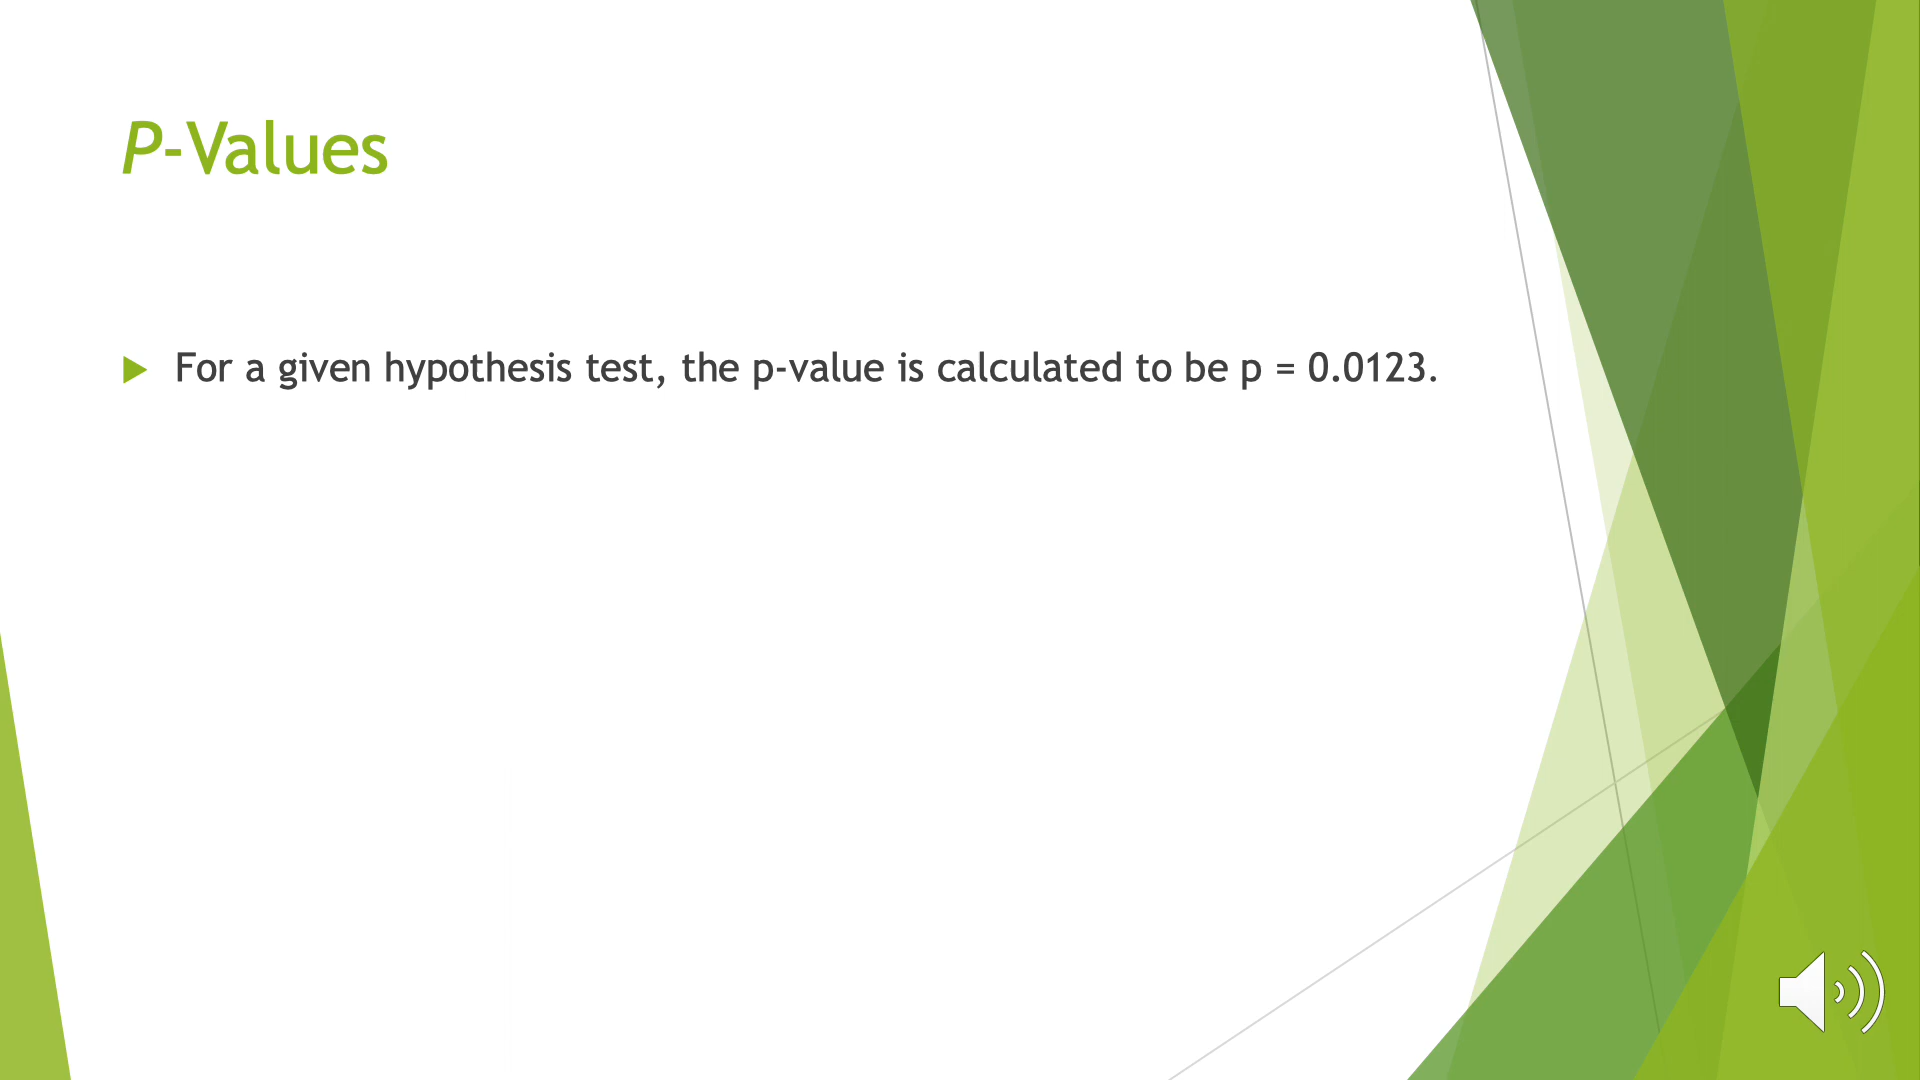 P-Values
For a given hypothesis test, the p-value is calculated to be p = 0.0123.